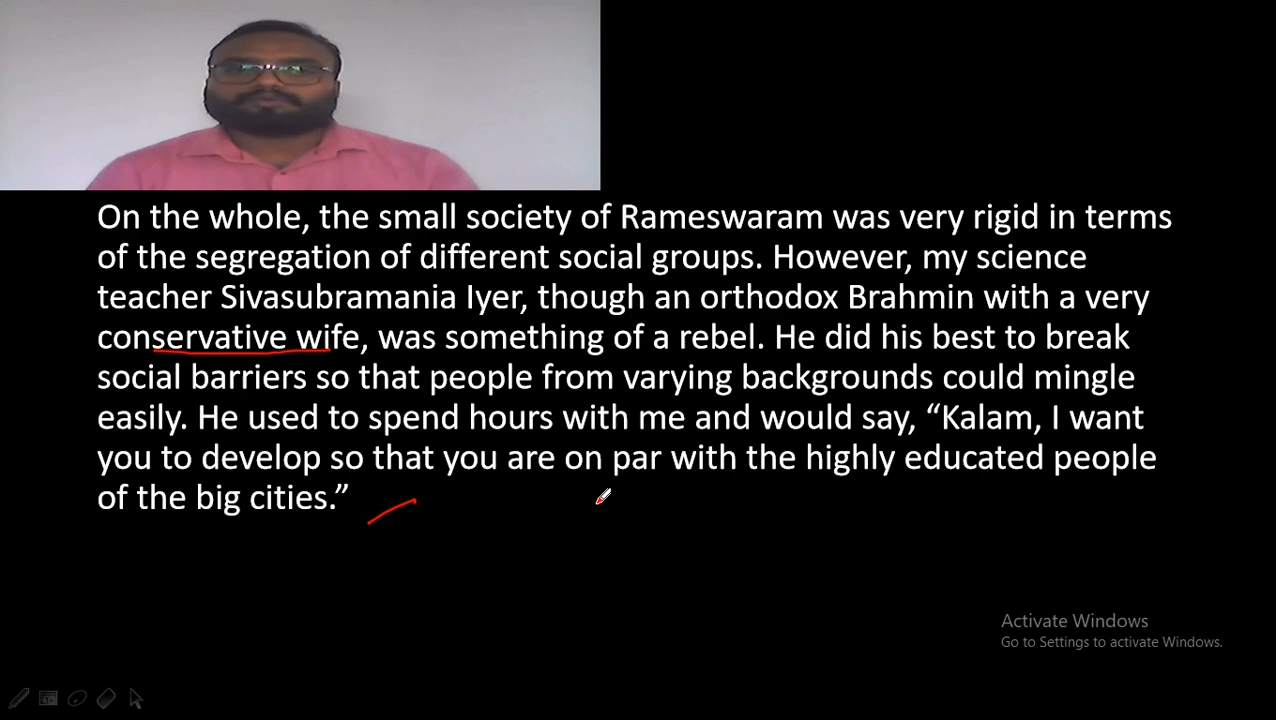 On the whole, the small society of Rameswaram was very rigid in terms
of the segregation of different social groups. However, my science
teacher Sivasubramania Iyer, though an orthodox Brahmin with a very
conservative wife, was something of a rebel. He did his best to break
social barriers so that people from varying backgrounds could mingle
easily. He used to spend hours with me and would say, “Kalam, I want
you to develop so that you are on par with the highly educated people
of the big cities.”
Activate Windows
Go to Settings to activate Windows.